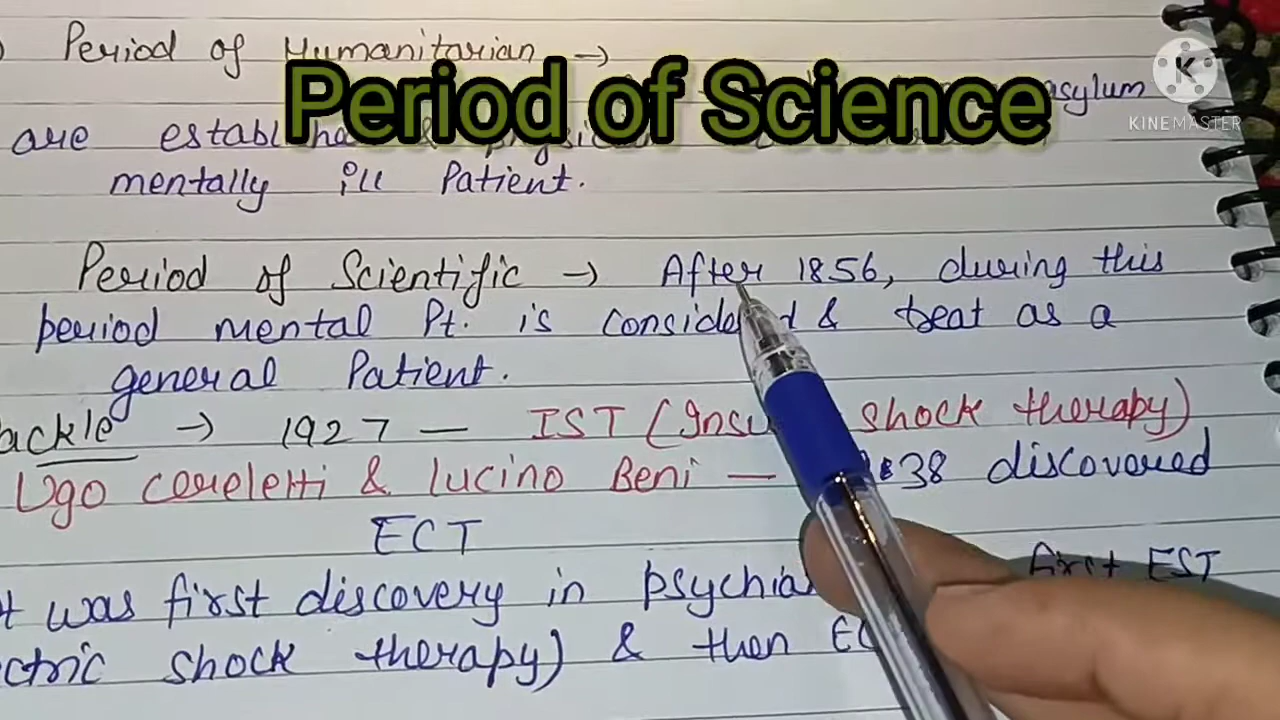 Period of Humanitarian →
Period of Science
asylum
KINEMASTER
are
mentally ill Patient.
Period of Scientific → After 1856, during this
period mental Pt. is considered & treat as a
general Patient.
ackle → 1927 — IST (Insu shock therapy)
Ugo cereletti & lucino Beni — 38 discovered
ECT
t was first discovery in psychia first EST
ctric shock therapy) & then EC